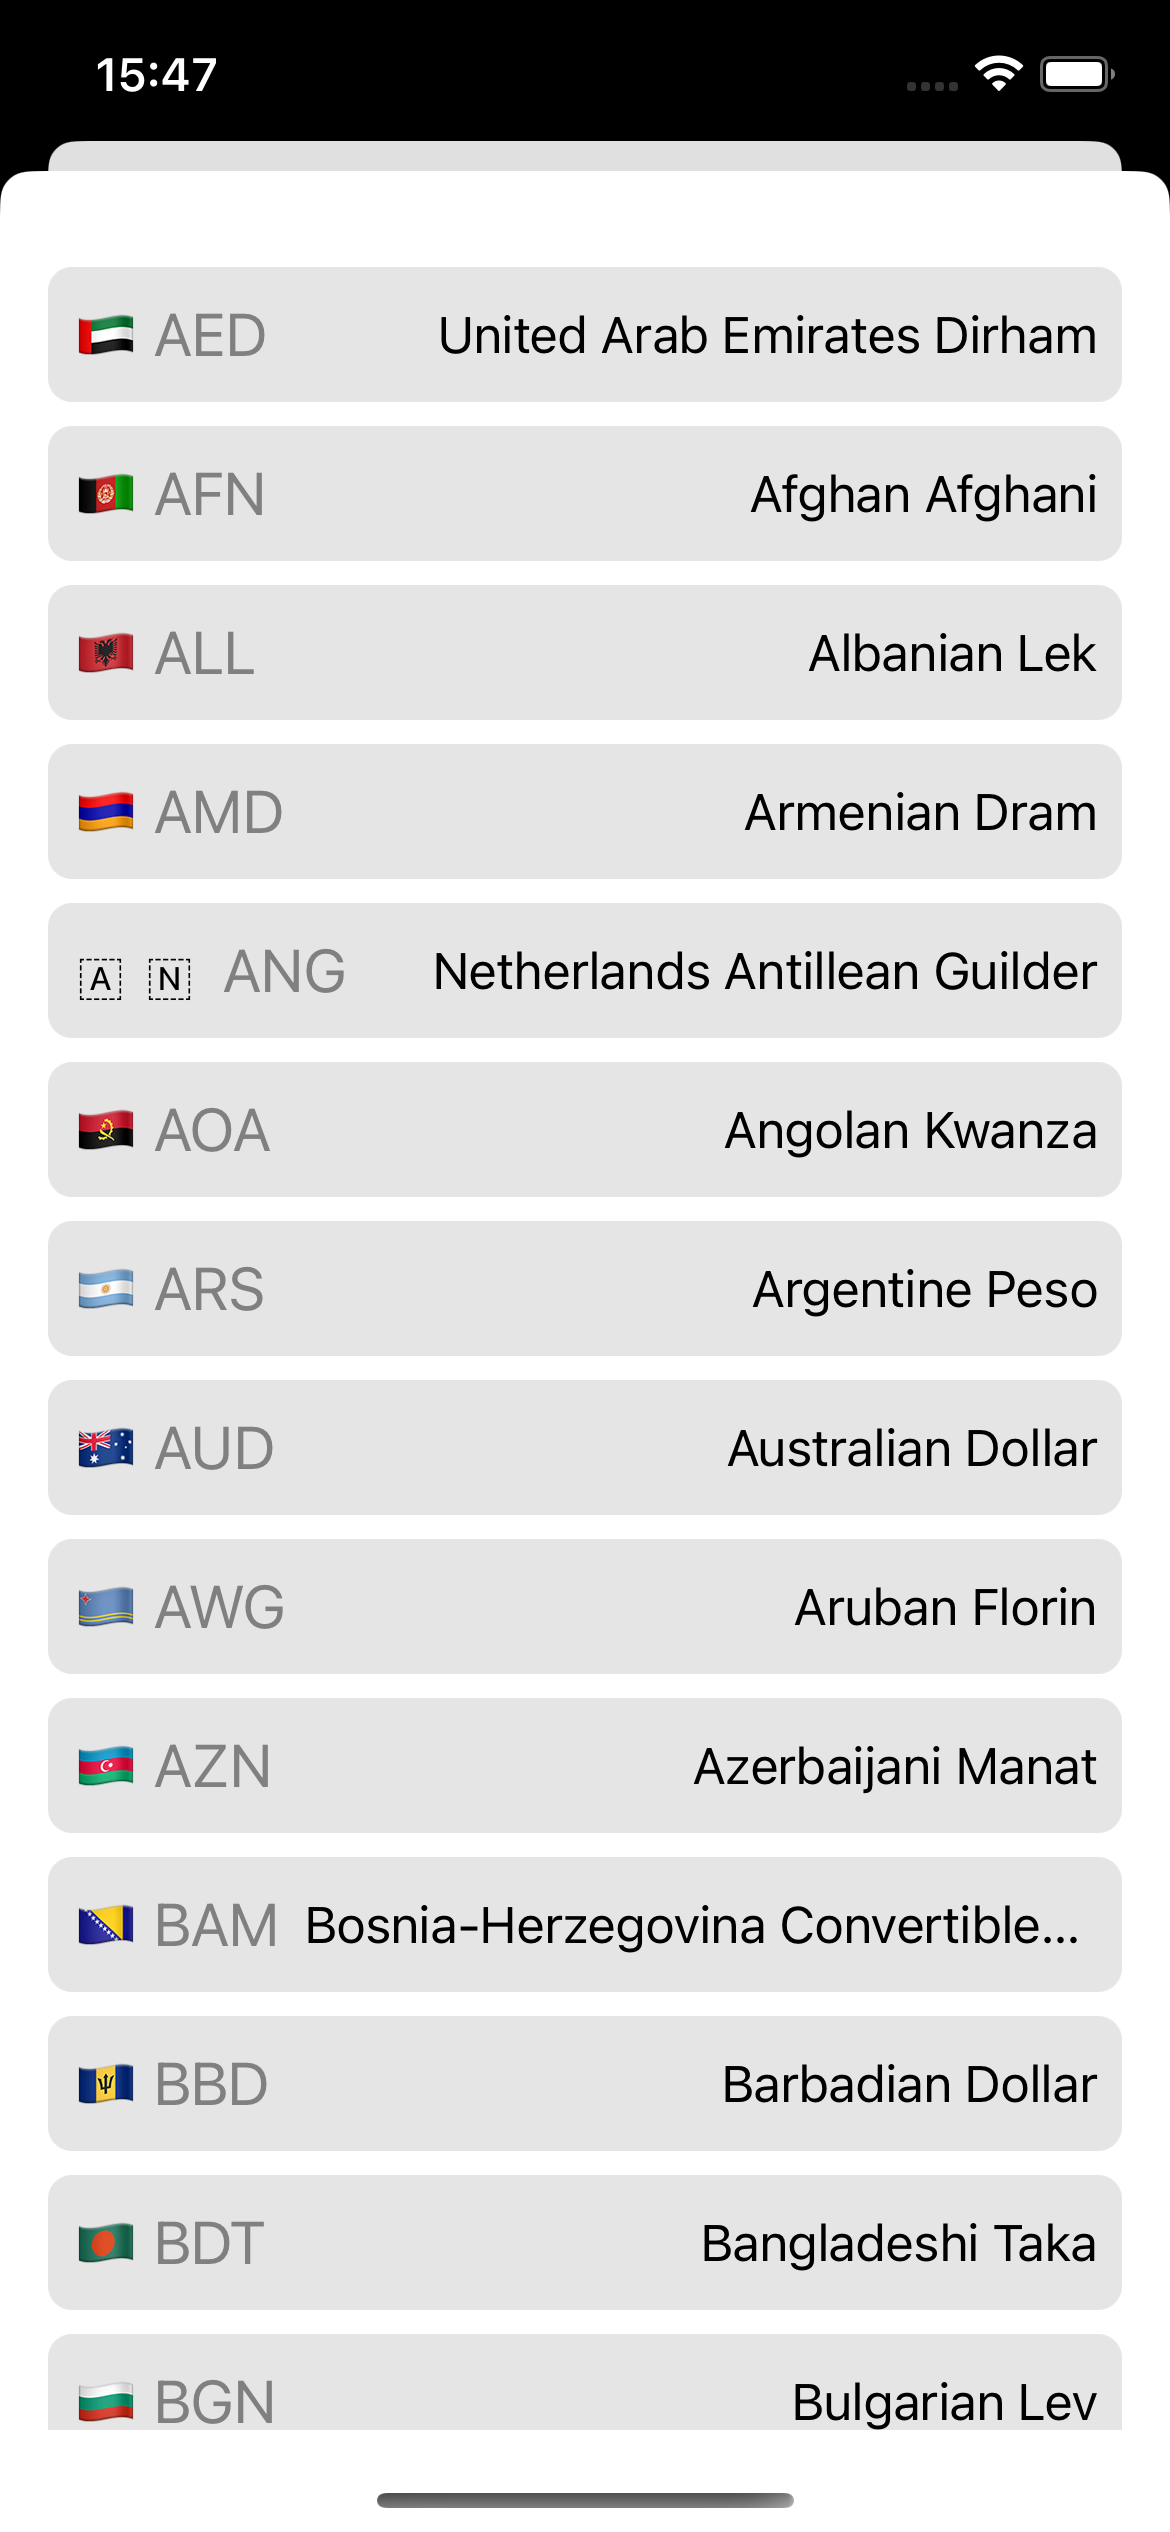 15:47
AED United Arab Emirates Dirham
AFN Afghan Afghani
ALL Albanian Lek
AMD Armenian Dram
A N ANG Netherlands Antillean Guilder
AOA Angolan Kwanza
ARS Argentine Peso
AUD Australian Dollar
AWG Aruban Florin
AZN Azerbaijani Manat
BAM Bosnia-Herzegovina Convertible...
BBD Barbadian Dollar
BDT Bangladeshi Taka
BGN Bulgarian Lev